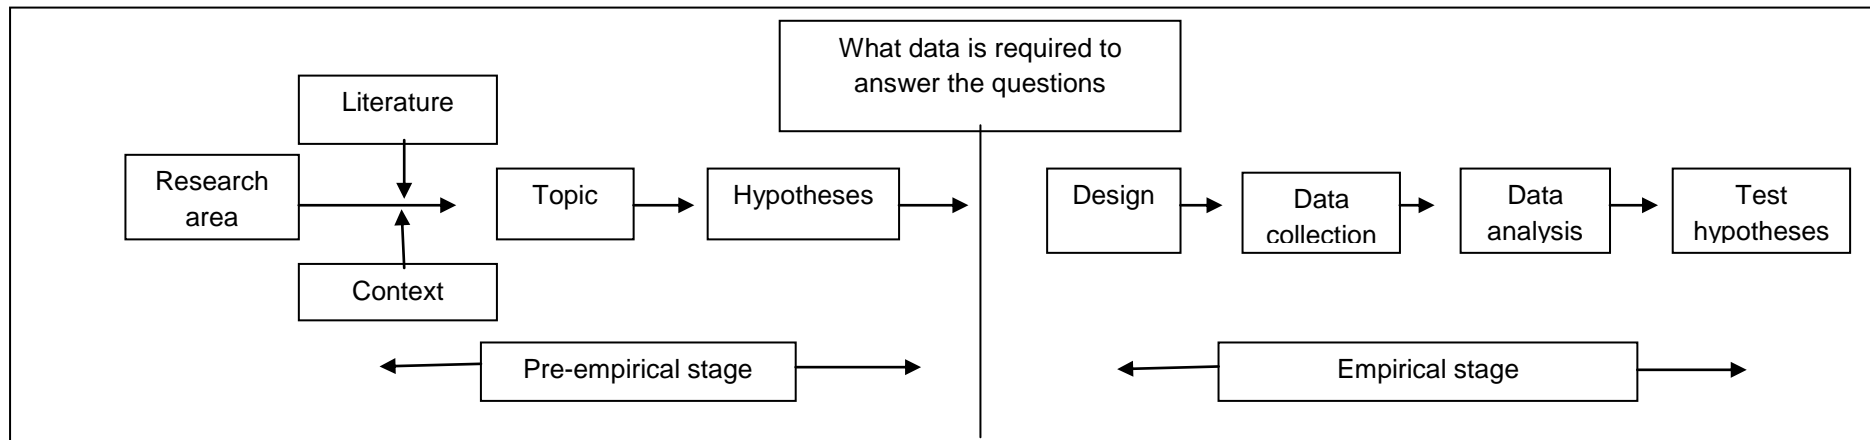 What data is required to
answer the questions
Literature
Research
area
Context
Topic
Hypotheses
Design
Data
collection
Data
analysis
Test
hypotheses
Pre-empirical stage
Empirical stage